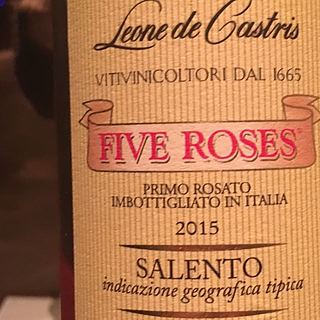 Leone de Castris
VITIVINICOLTORI DAL 1665
FIVE ROSES®
PRIMO ROSATO
IMBOTTIGLIATO IN ITALIA
2015
SALENTO
indicazione geografica tipica